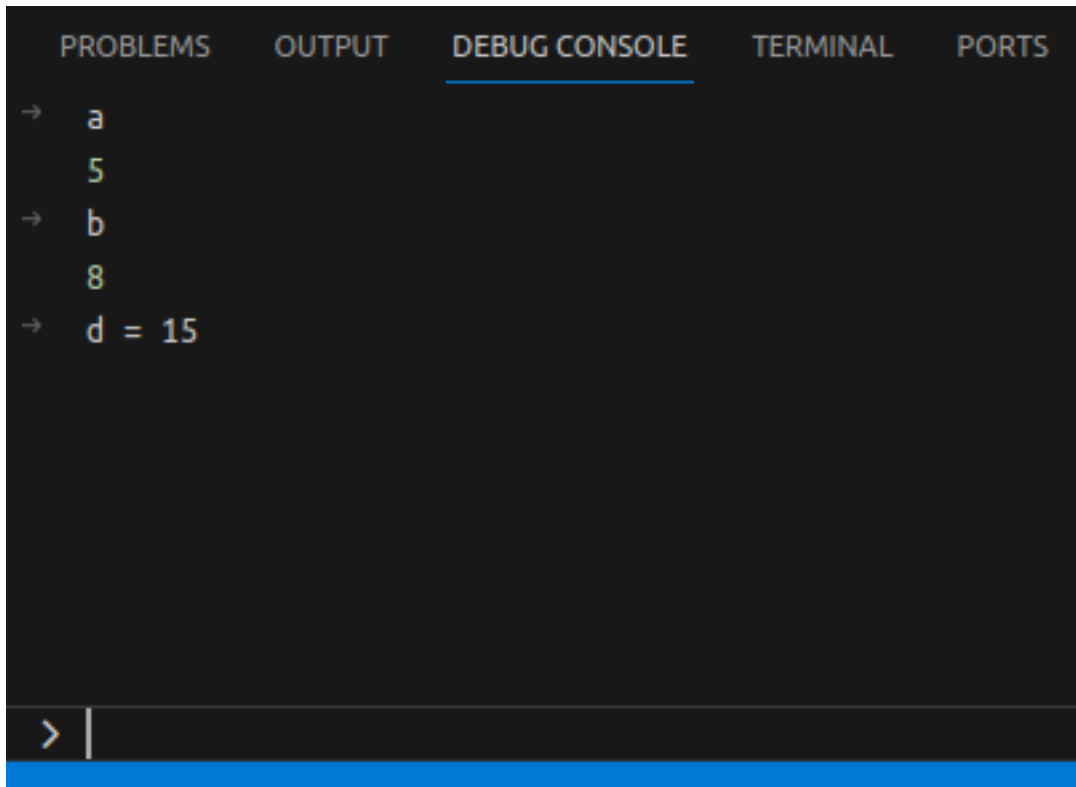 PROBLEMS OUTPUT DEBUG CONSOLE TERMINAL PORTS
→ a
5
→ b
8
→ d = 15
>